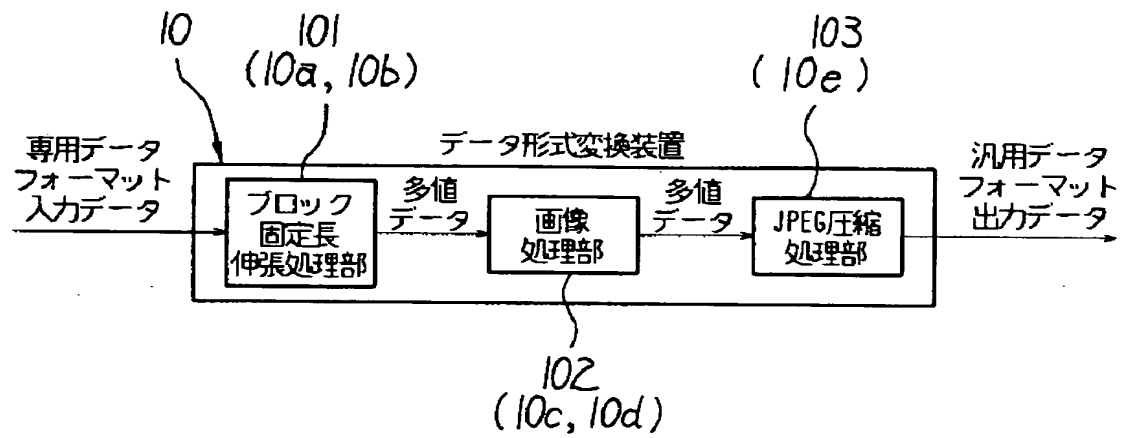 10
101
(10a, 10b)
103
(10e)
データ形式変換装置
専用データ
フォーマット
入力データ
ブロック
固定長
伸張処理部
多値
データ
画像
処理部
多値
データ
JPEG圧縮
処理部
汎用データ
フォーマット
出力データ
102
(10c, 10d)